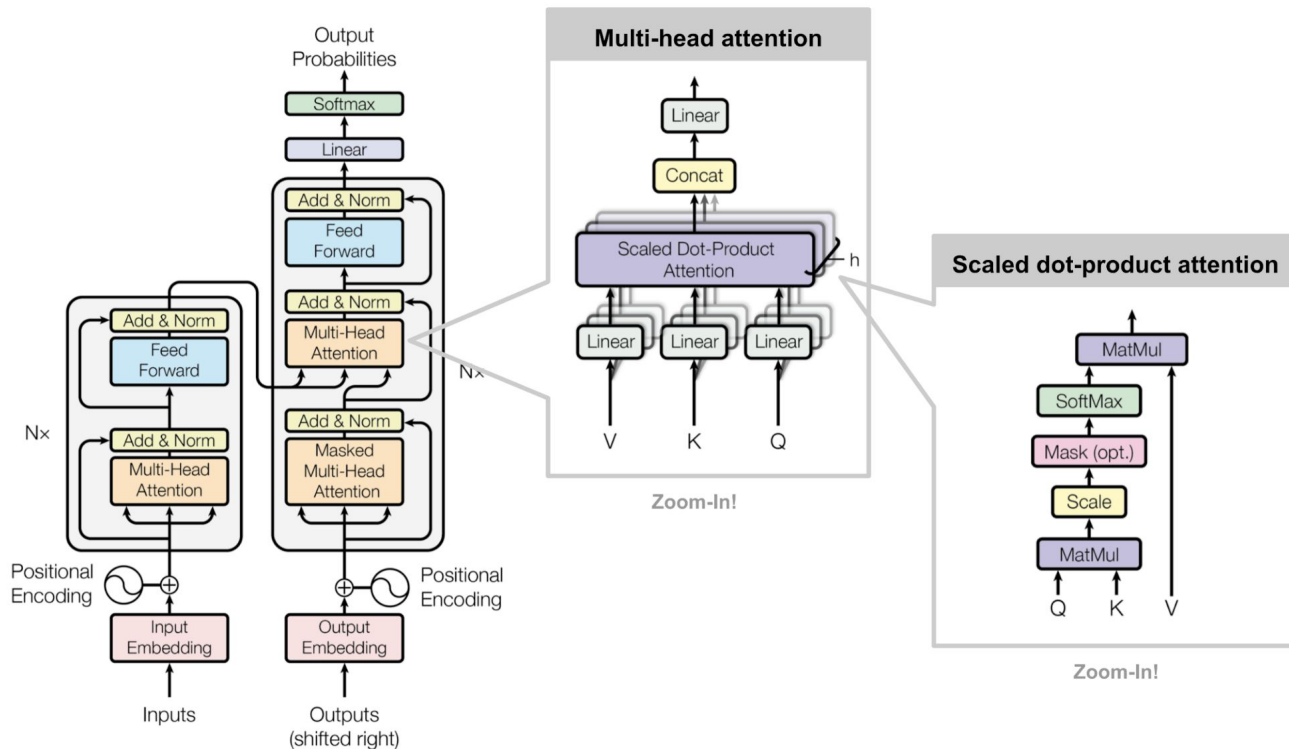 Output
Probabilities
Softmax
Linear
Add & Norm
Feed
Forward
Add & Norm
Multi-Head
Attention
Nx
Add & Norm
Masked
Multi-Head
Attention
Positional
Encoding
Output
Embedding
Outputs
(shifted right)
Add & Norm
Feed
Forward
Nx
Add & Norm
Multi-Head
Attention
Positional
Encoding
Input
Embedding
Inputs
Multi-head attention
Linear
Concat
Scaled Dot-Product
Attention
h
Linear Linear Linear
V K Q
Zoom-In!
Scaled dot-product attention
MatMul
SoftMax
Mask (opt.)
Scale
MatMul
Q K V
Zoom-In!